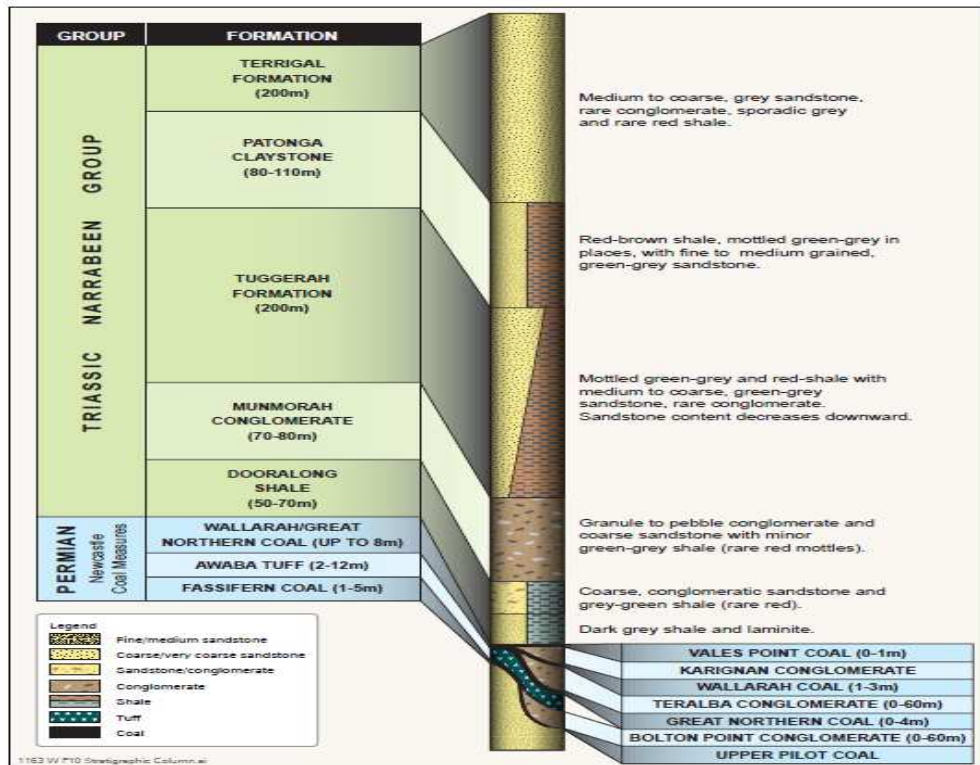 GROUP
FORMATION
TRIASSIC NARRABEEN GROUP
TERRIGAL
FORMATION
(200m)
PATONGA
CLAYSTONE
(80-110m)
TUGGERAH
FORMATION
(200m)
MUNMORAH
CONGLOMERATE
(70-80m)
DOORALONG
SHALE
(50-70m)
PERMIAN
Newcastle
Coal Measures
WALLARAH/GREAT
NORTHERN COAL (UP TO 8m)
AWABA TUFF (2-12m)
FASSIFERN COAL (1-5m)
Medium to coarse, grey sandstone,
rare conglomerate, sporadic grey
and rare red shale.
Red-brown shale, mottled green-grey in
places, with fine to medium grained,
green-grey sandstone.
Mottled green-grey and red-shale with
medium to coarse, green-grey
sandstone, rare conglomerate.
Sandstone content decreases downward.
Granule to pebble conglomerate and
coarse sandstone with minor
green-grey shale (rare red mottles).
Coarse, conglomeratic sandstone and
grey-green shale (rare red).
Dark grey shale and laminite.
VALES POINT COAL (0-1m)
KARIGNAN CONGLOMERATE
WALLARAH COAL (1-3m)
TERALBA CONGLOMERATE (0-60m)
GREAT NORTHERN COAL (0-4m)
BOLTON POINT CONGLOMERATE (0-60m)
UPPER PILOT COAL
Legend
Fine/medium sandstone
Coarse/very coarse sandstone
Sandstone/conglomerate
Conglomerate
Shale
Tuff
Coal
1163 W F10 Stratigraphic Column.ai